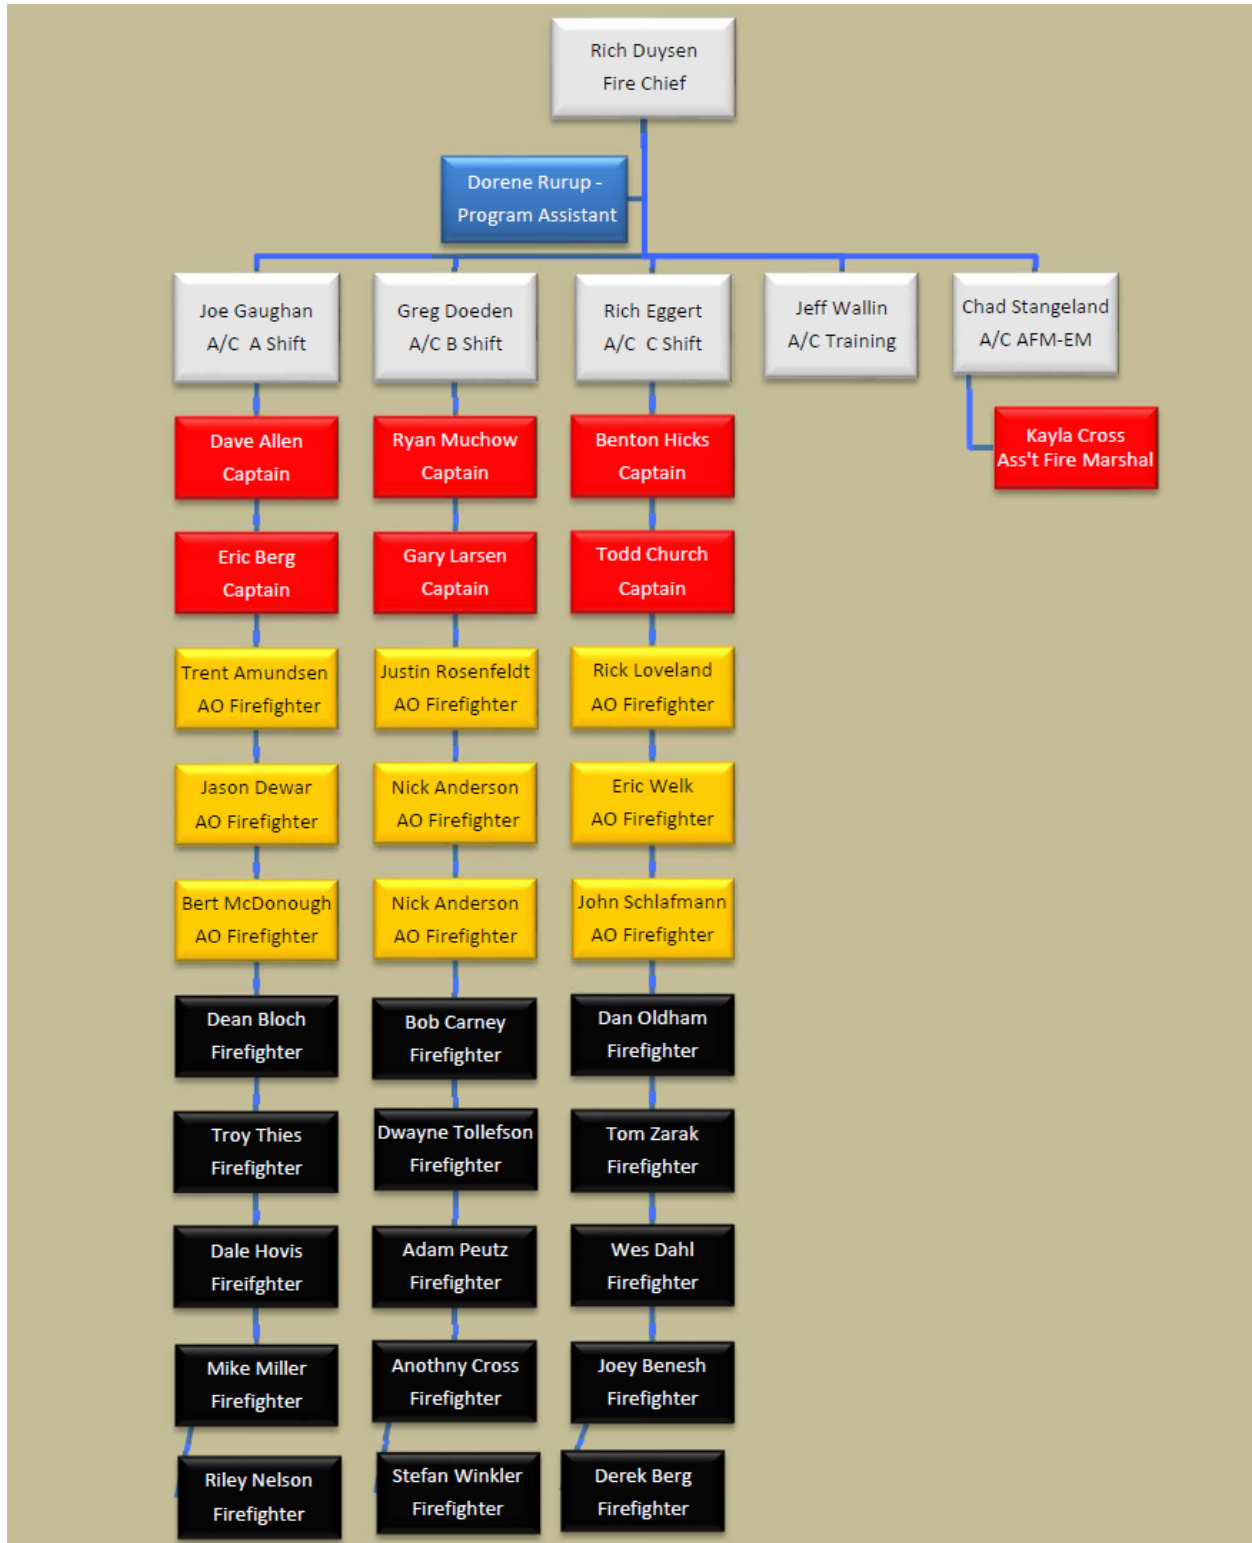 Rich Duysen
Fire Chief
Dorene Rurup -
Program Assistant
Joe Gaughan
A/C A Shift
Greg Doeden
A/C B Shift
Rich Eggert
A/C C Shift
Jeff Wallin
A/C Training
Chad Stangeland
A/C AFM-EM
Dave Allen
Captain
Ryan Muchow
Captain
Benton Hicks
Captain
Kayla Cross
Ass't Fire Marshal
Eric Berg
Captain
Gary Larsen
Captain
Todd Church
Captain
Trent Amundsen
AO Firefighter
Justin Rosenfeldt
AO Firefighter
Rick Loveland
AO Firefighter
Jason Dewar
AO Firefighter
Nick Anderson
AO Firefighter
Eric Welk
AO Firefighter
Bert McDonough
AO Firefighter
Nick Anderson
AO Firefighter
John Schlafmann
AO Firefighter
Dean Bloch
Firefighter
Bob Carney
Firefighter
Dan Oldham
Firefighter
Troy Thies
Firefighter
Dwayne Tollefson
Firefighter
Tom Zarak
Firefighter
Dale Hovis
Fireifghter
Adam Peutz
Firefighter
Wes Dahl
Firefighter
Mike Miller
Firefighter
Anothny Cross
Firefighter
Joey Benesh
Firefighter
Riley Nelson
Firefighter
Stefan Winkler
Firefighter
Derek Berg
Firefighter